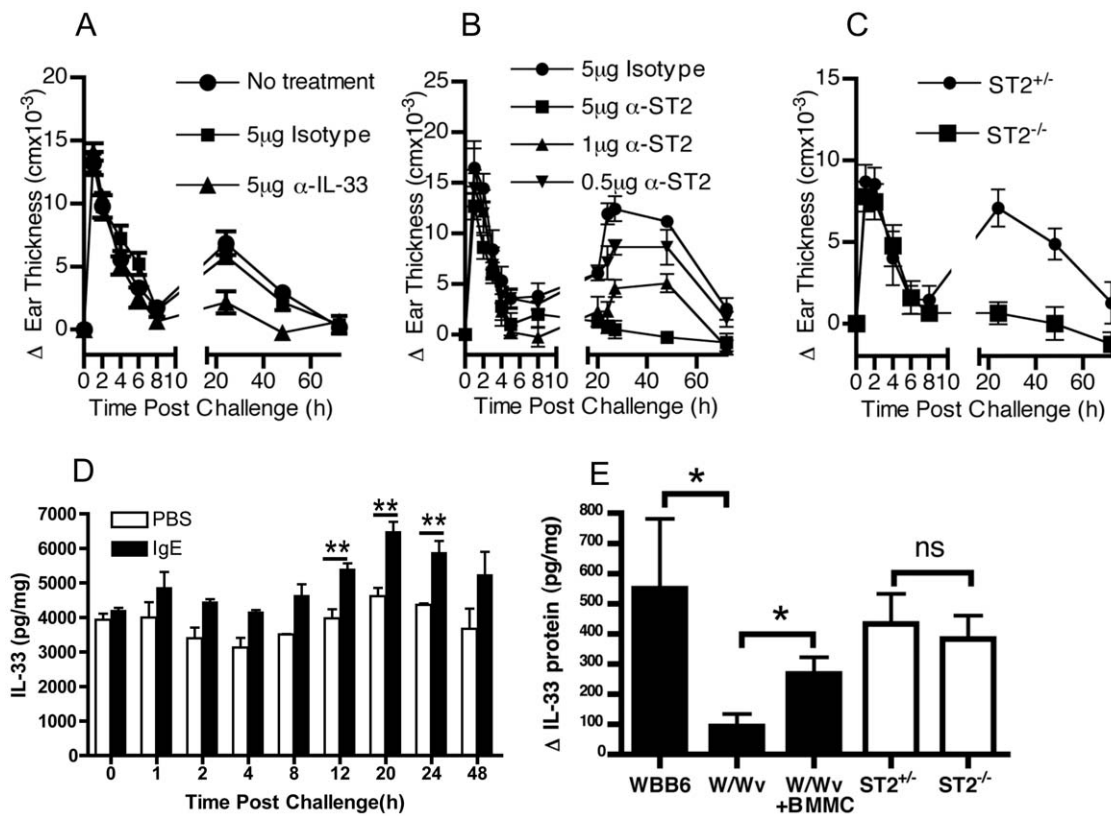 A
Δ Ear Thickness (cmx10⁻³)
20
15
10
5
0
No treatment
5µg Isotype
5µg α-IL-33
0 2 4 6 8 10 20 40 60
Time Post Challenge (h)
B
Δ Ear Thickness (cmx10⁻³)
25
20
15
10
5
0
5µg Isotype
5µg α-ST2
1µg α-ST2
0.5µg α-ST2
0 2 4 6 8 10 20 40 60
Time Post Challenge (h)
C
Δ Ear Thickness (cmx10⁻³)
15
10
5
0
ST2⁺/⁻
ST2⁻/⁻
0 2 4 6 8 10 20 40 60
Time Post Challenge (h)
D
IL-33 (pg/mg)
7000
6000
5000
4000
3000
2000
1000
0
PBS
IgE
** ** **
0 1 2 4 8 12 20 24 48
Time Post Challenge(h)
E
Δ IL-33 protein (pg/mg)
800
700
600
500
400
300
200
100
0
*
*
ns
WBB6 W/Wv W/Wv ST2⁺/⁻ ST2⁻/⁻
+BMMC